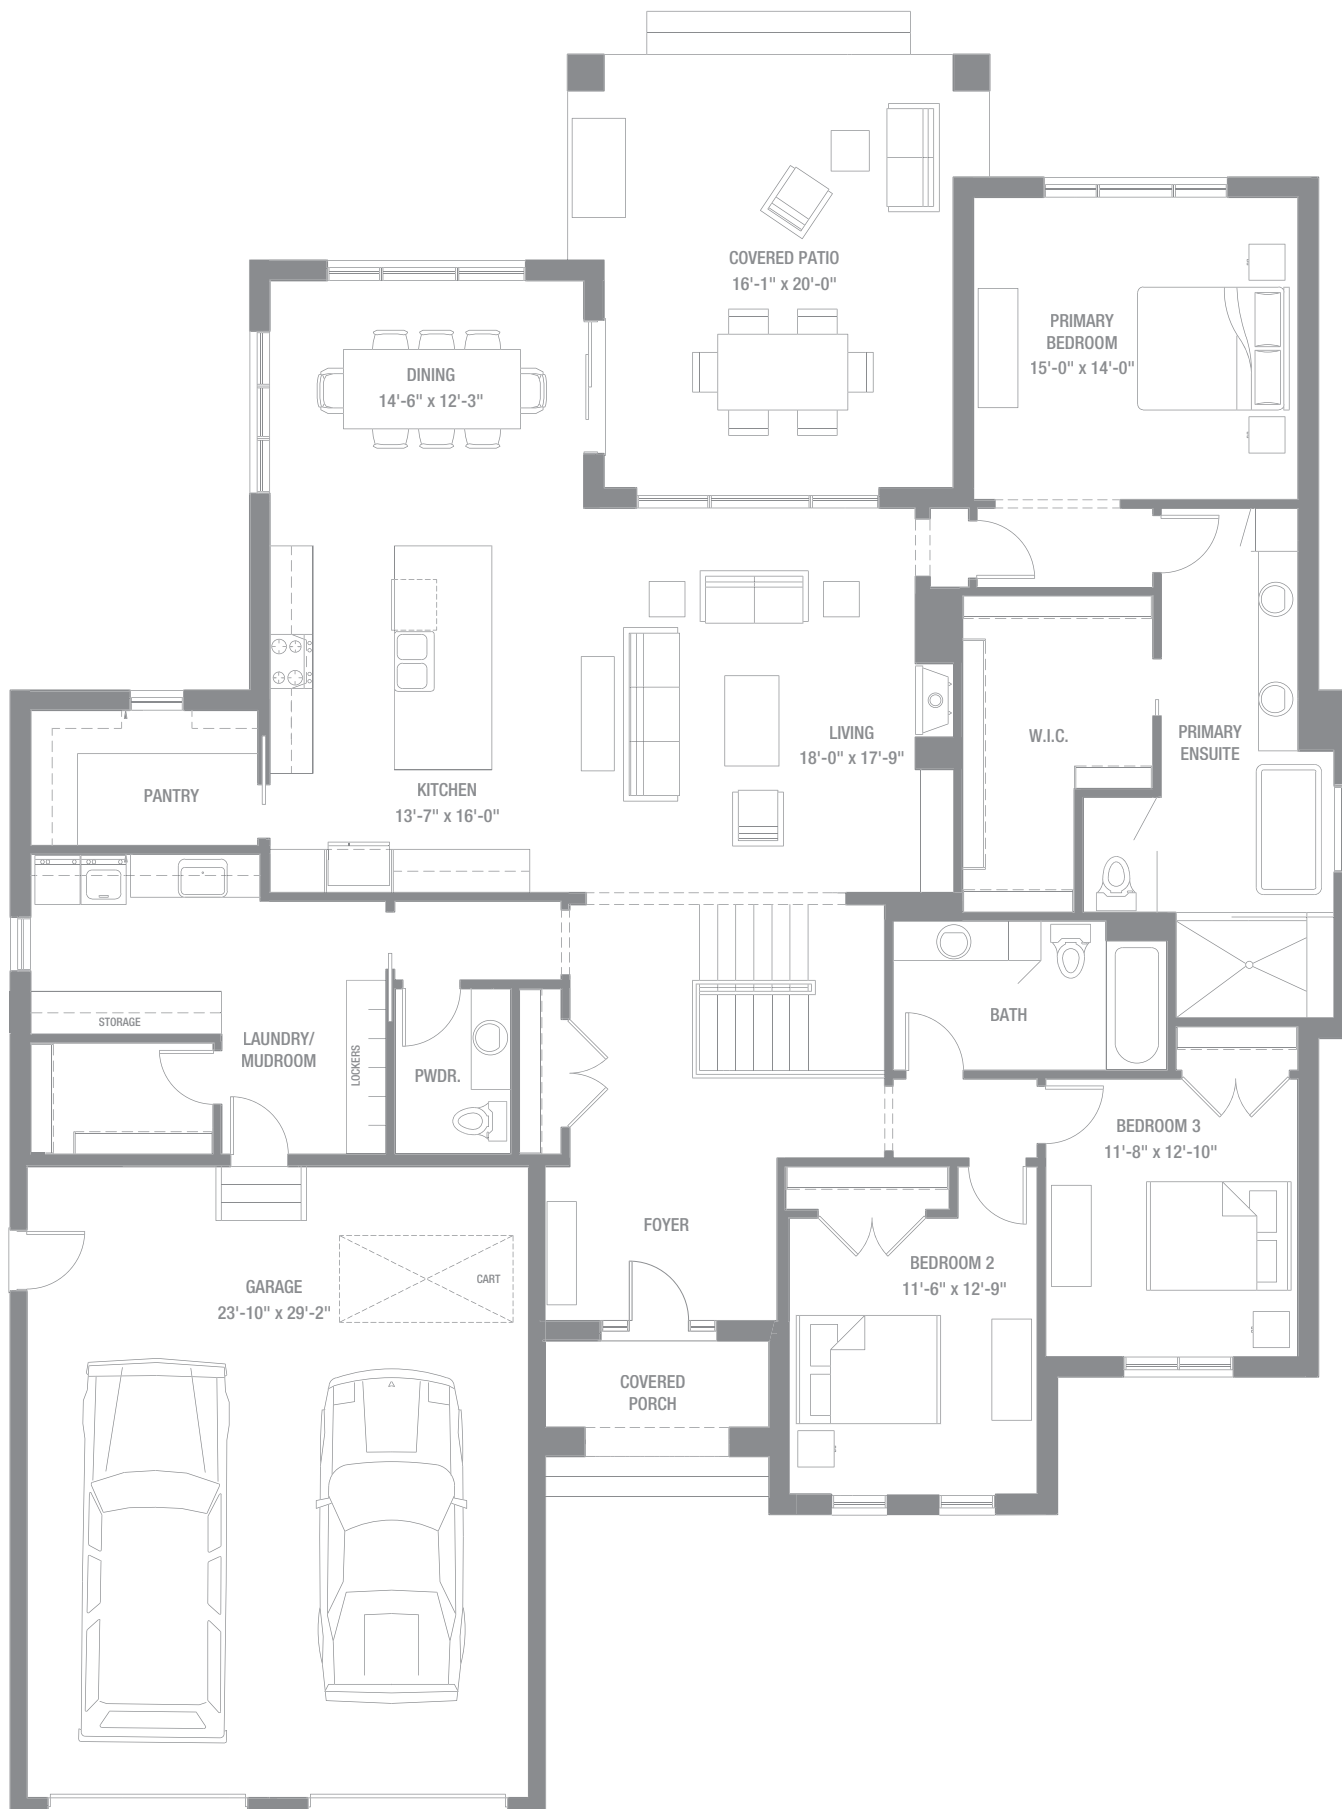 COVERED PATIO
16'-1" x 20'-0"
PRIMARY
BEDROOM
15'-0" x 14'-0"
DINING
14'-6" x 12'-3"
LIVING
18'-0" x 17'-9"
W.I.C.
PRIMARY
ENSUITE
KITCHEN
13'-7" x 16'-0"
PANTRY
STORAGE
LAUNDRY/
MUDROOM
LOCKERS
PWDR.
BATH
BEDROOM 3
11'-8" x 12'-10"
FOYER
BEDROOM 2
11'-6" x 12'-9"
GARAGE
23'-10" x 29'-2"
CART
COVERED
PORCH